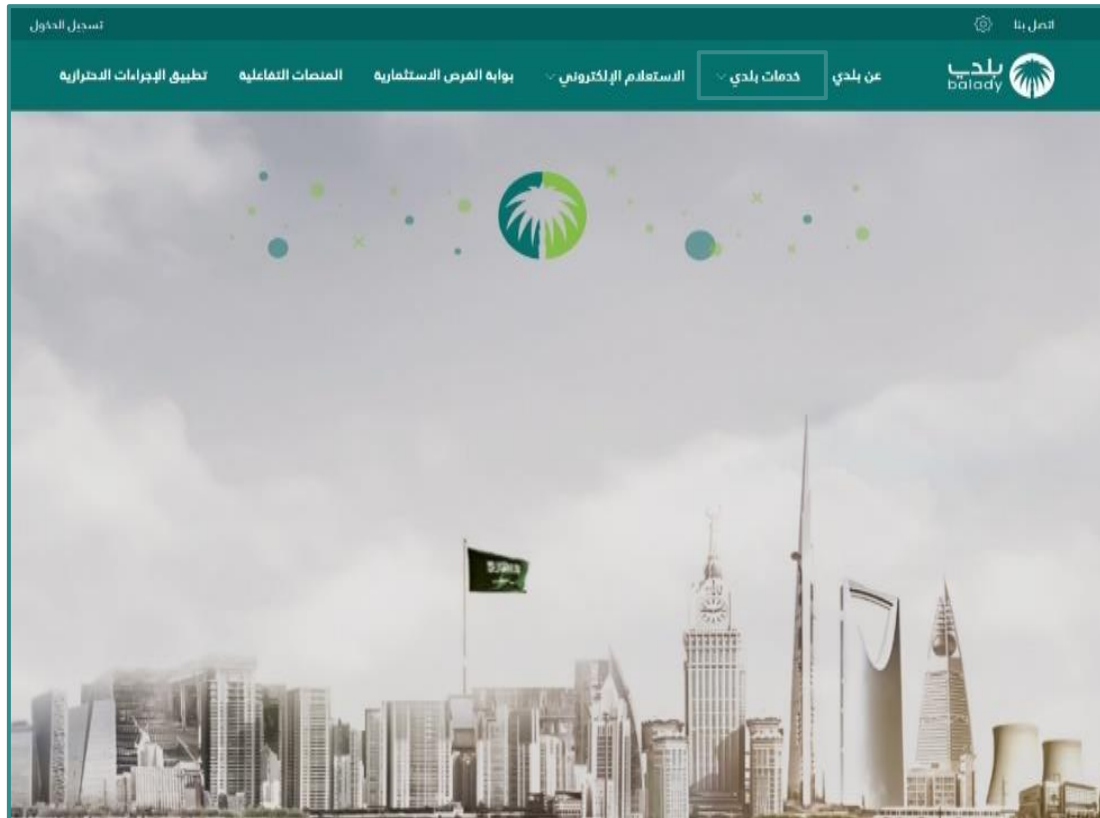 اتصل بنا
تسجيل الدخول
بلدي
balady
عن بلدي
خدمات بلدي
الاستعلام الإلكتروني
بوابة الفرص الاستثمارية
المنصات التفاعلية
تطبيق الإجراءات الاحترازية